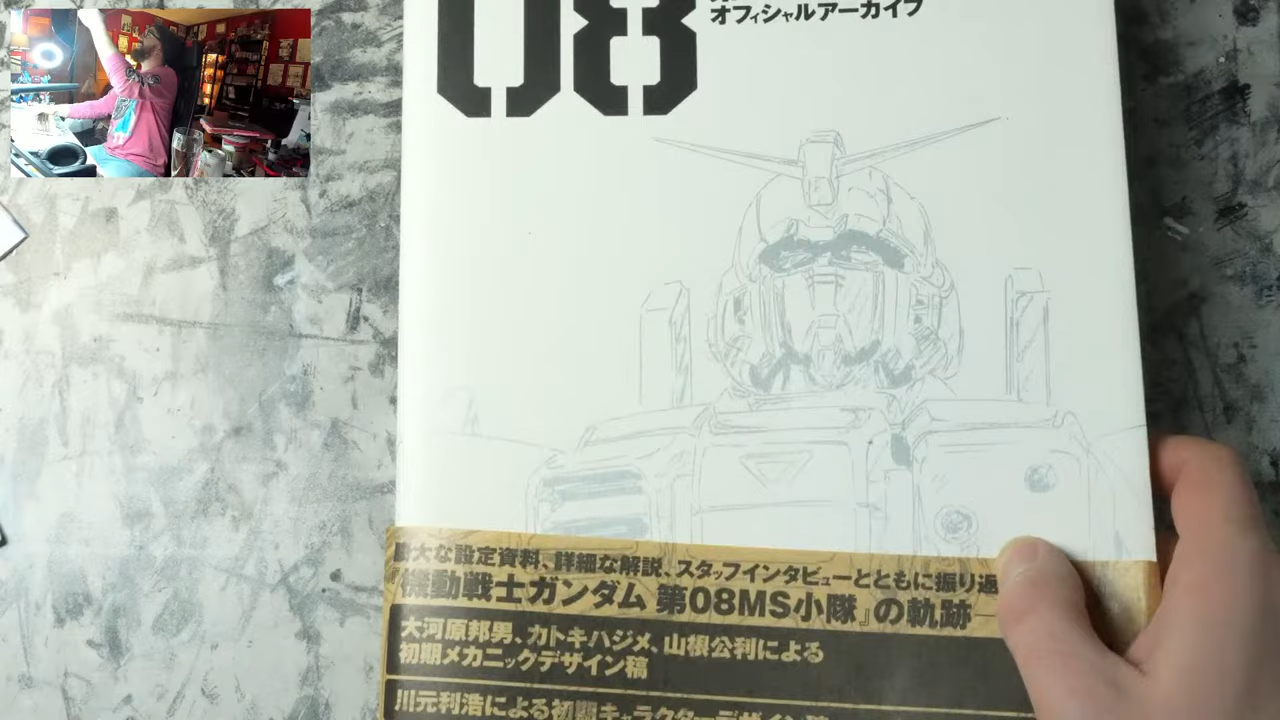 08
オフィシャルアーカイブ
大な設定資料、詳細な解説、スタッフインタビューとともに振り返
『機動戦士ガンダム 第08MS小隊』の軌跡
大河原邦男、カトキハジメ、山根公利による
初期メカニックデザイン稿
川元利浩による初期キャラクターデザイン稿